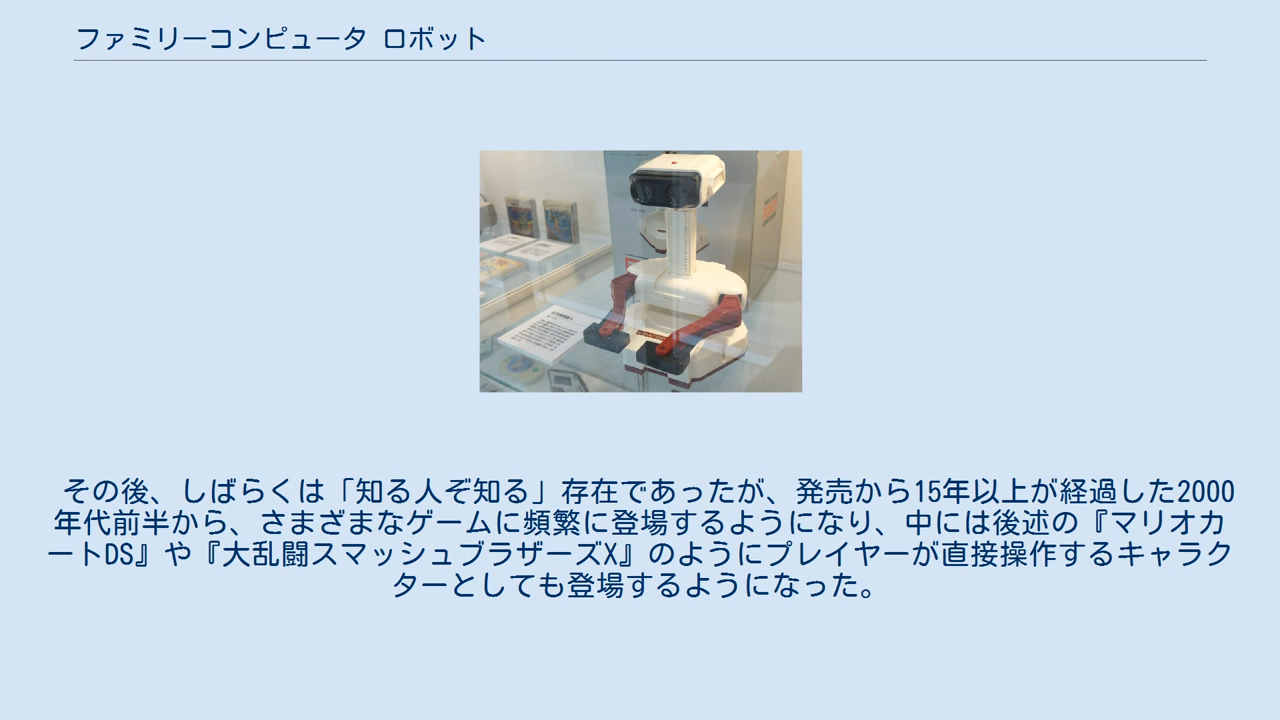 ファミリーコンピュータ ロボット
その後、しばらくは「知る人ぞ知る」存在であったが、発売から15年以上が経過した2000
年代前半から、さまざまなゲームに頻繁に登場するようになり、中には後述の『マリオカ
ートDS』や『大乱闘スマッシュブラザーズX』のようにプレイヤーが直接操作するキャラク
ターとしても登場するようになった。